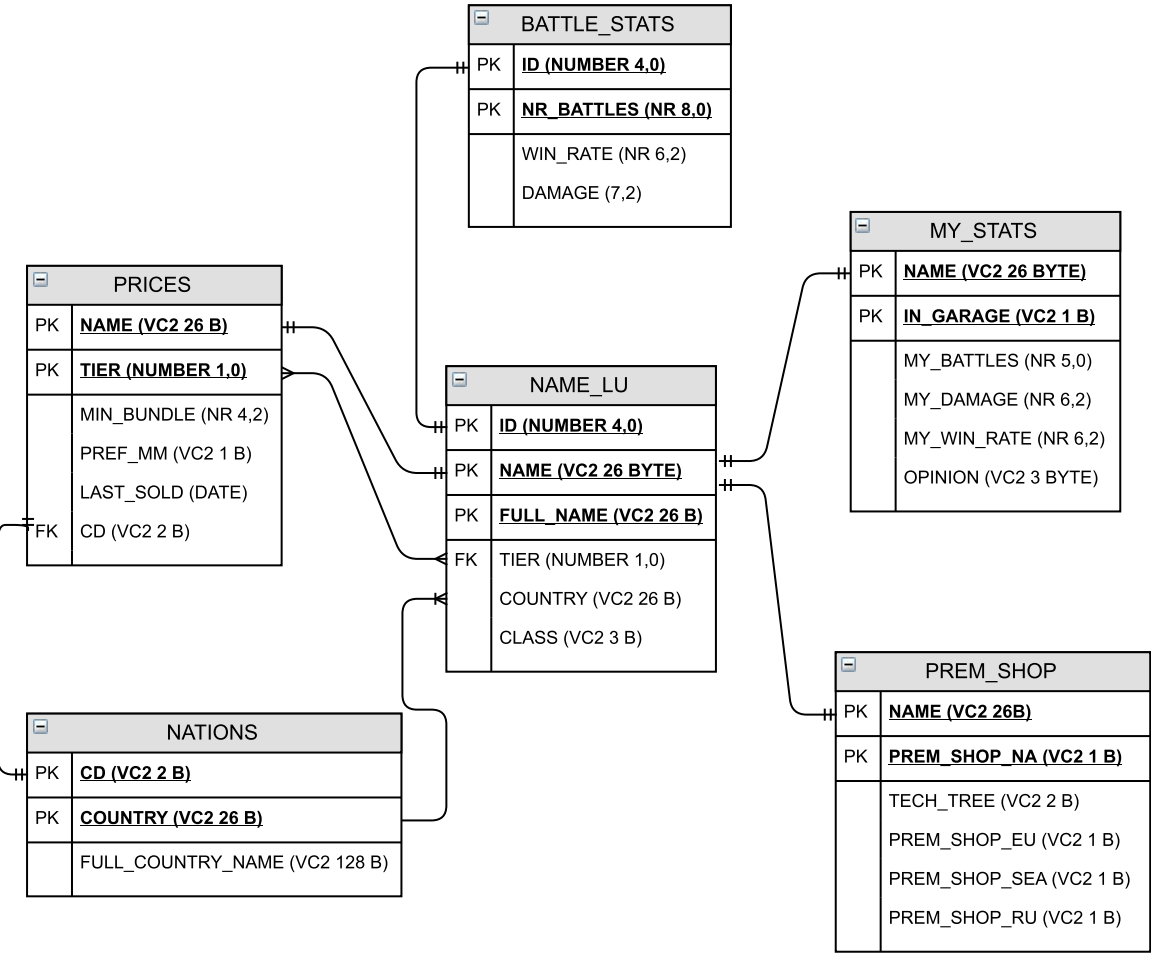 BATTLE_STATS
PK ID (NUMBER 4,0)
PK NR_BATTLES (NR 8,0)
WIN_RATE (NR 6,2)
DAMAGE (7,2)
MY_STATS
PK NAME (VC2 26 BYTE)
PK IN_GARAGE (VC2 1 B)
MY_BATTLES (NR 5,0)
MY_DAMAGE (NR 6,2)
MY_WIN_RATE (NR 6,2)
OPINION (VC2 3 BYTE)
PRICES
PK NAME (VC2 26 B)
PK TIER (NUMBER 1,0)
MIN_BUNDLE (NR 4,2)
PREF_MM (VC2 1 B)
LAST_SOLD (DATE)
FK CD (VC2 2 B)
NAME_LU
PK ID (NUMBER 4,0)
PK NAME (VC2 26 BYTE)
PK FULL_NAME (VC2 26 B)
FK TIER (NUMBER 1,0)
COUNTRY (VC2 26 B)
CLASS (VC2 3 B)
PREM_SHOP
PK NAME (VC2 26B)
PK PREM_SHOP_NA (VC2 1 B)
TECH_TREE (VC2 2 B)
PREM_SHOP_EU (VC2 1 B)
PREM_SHOP_SEA (VC2 1 B)
PREM_SHOP_RU (VC2 1 B)
NATIONS
PK CD (VC2 2 B)
PK COUNTRY (VC2 26 B)
FULL_COUNTRY_NAME (VC2 128 B)